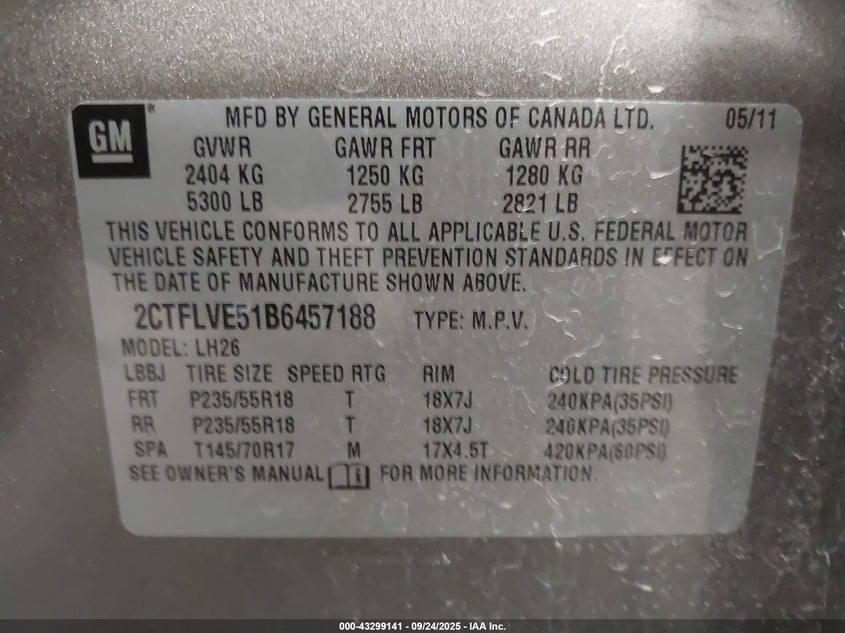 GM ®
MFD BY GENERAL MOTORS OF CANADA LTD. 05/11
GVWR GAWR FRT GAWR RR
2404 KG 1250 KG 1280 KG
5300 LB 2755 LB 2821 LB
THIS VEHICLE CONFORMS TO ALL APPLICABLE U.S. FEDERAL MOTOR
VEHICLE SAFETY AND THEFT PREVENTION STANDARDS IN EFFECT ON
THE DATE OF MANUFACTURE SHOWN ABOVE.
2CTFLVE51B6457188 TYPE: M.P.V.
MODEL: LH26
LBBJ TIRE SIZE SPEED RTG RIM COLD TIRE PRESSURE
FRT P235/55R18 T 18X7J 240KPA(35PSI)
RR P235/55R18 T 18X7J 240KPA(35PSI)
SPA T145/70R17 M 17X4.5T 420KPA(60PSI)
SEE OWNER'S MANUAL FOR MORE INFORMATION.
000-43299141 - 09/24/2025 - IAA Inc.